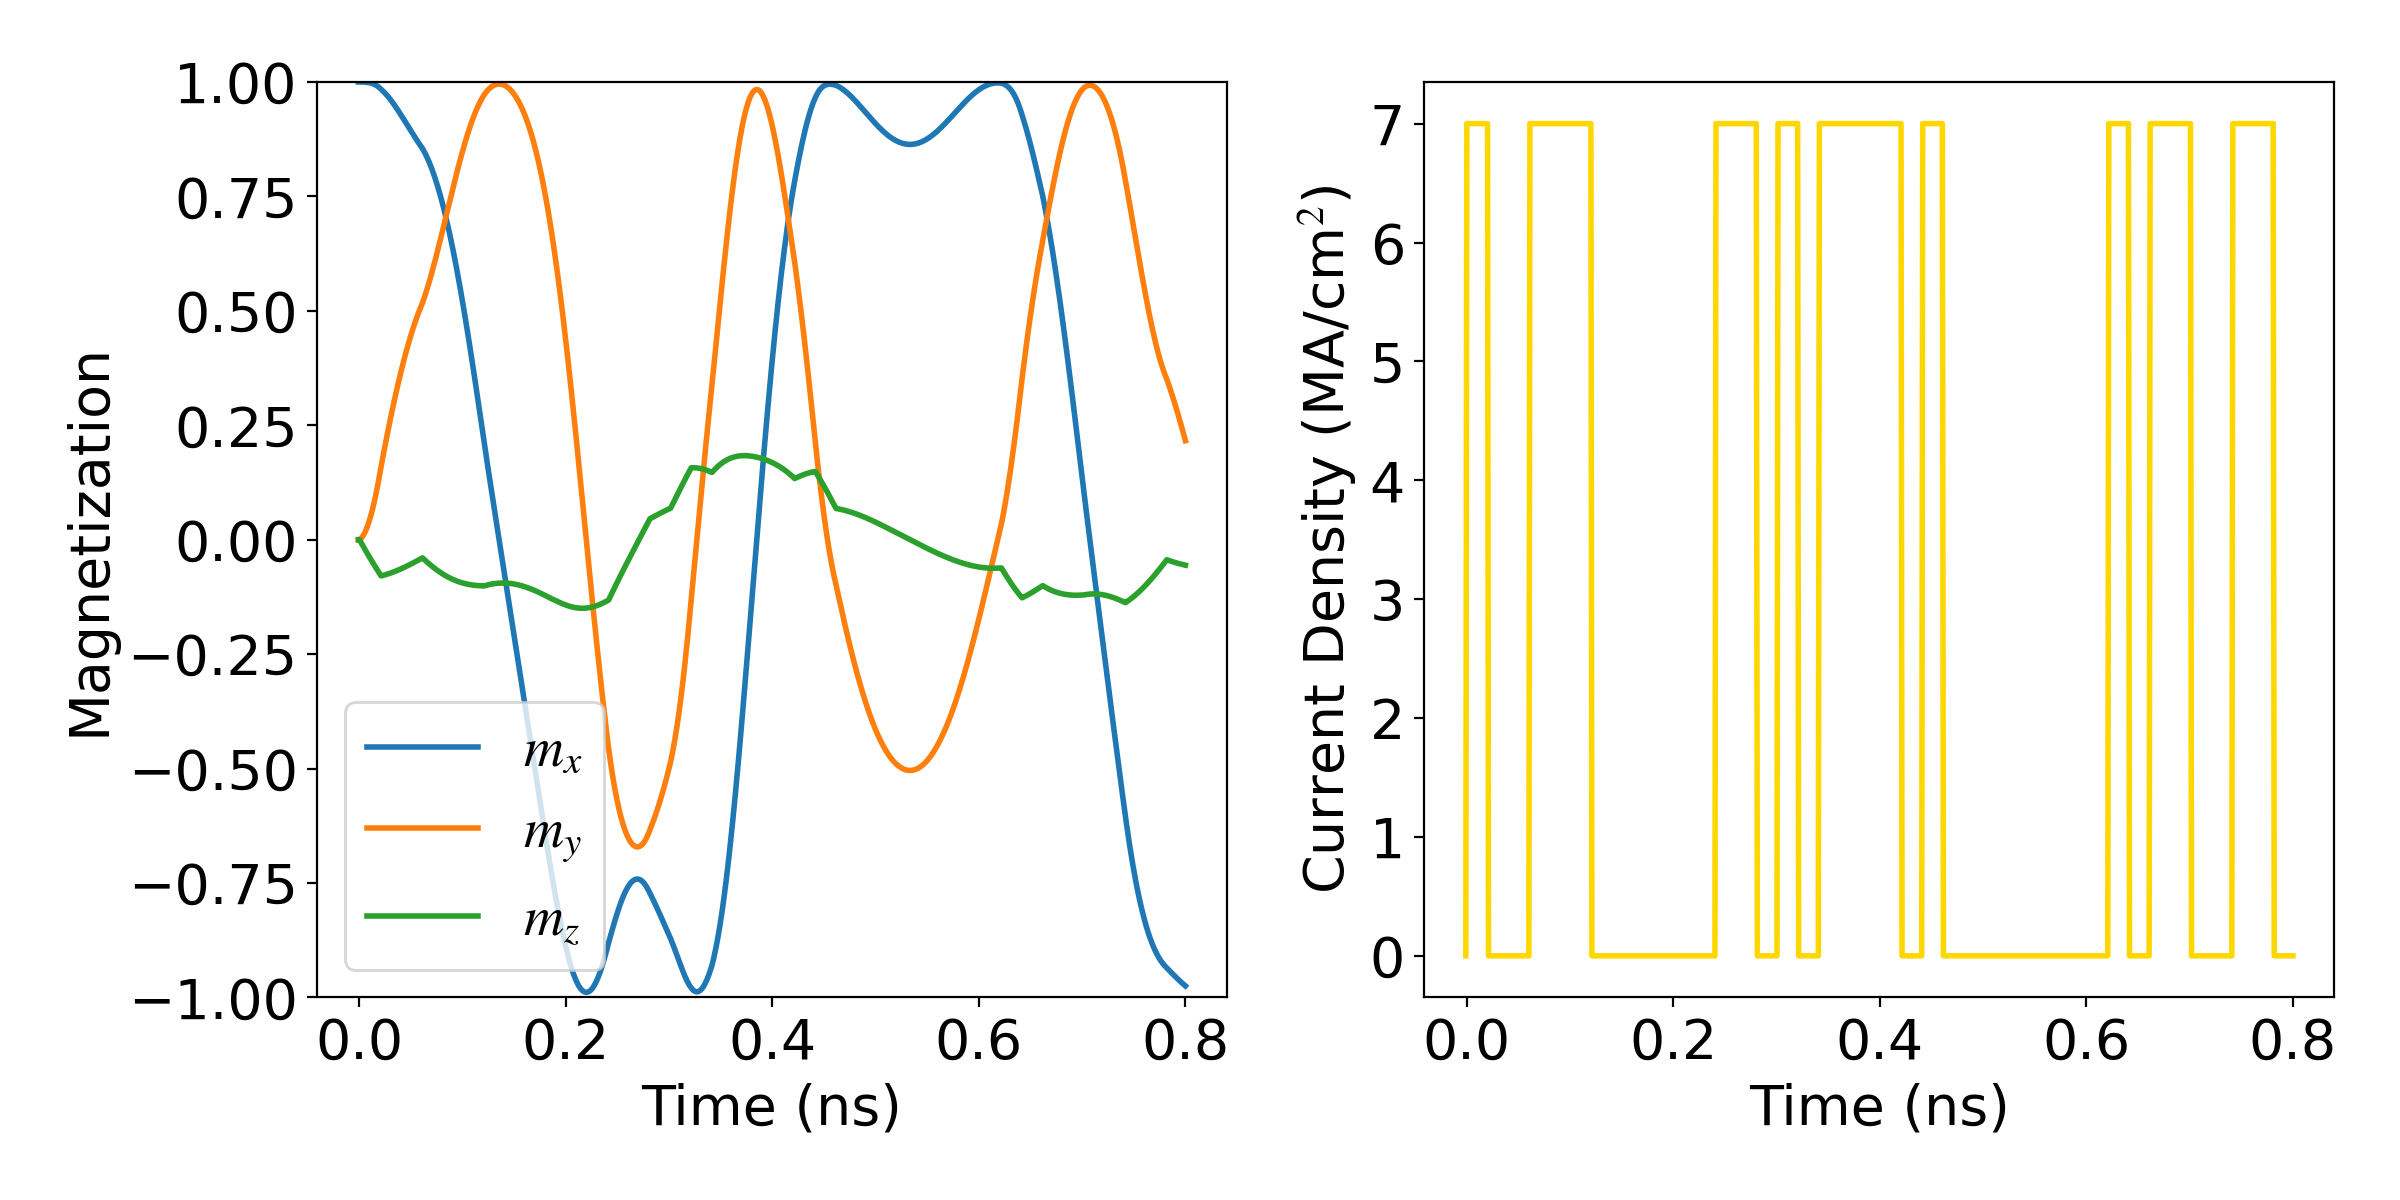 1.00
0.75
0.50
0.25
0.00
−0.25
−0.50
−0.75
−1.00
Magnetization
m_x
m_y
m_z
0.0 0.2 0.4 0.6 0.8
Time (ns)
7
6
5
4
3
2
1
0
Current Density (MA/cm²)
0.0 0.2 0.4 0.6 0.8
Time (ns)